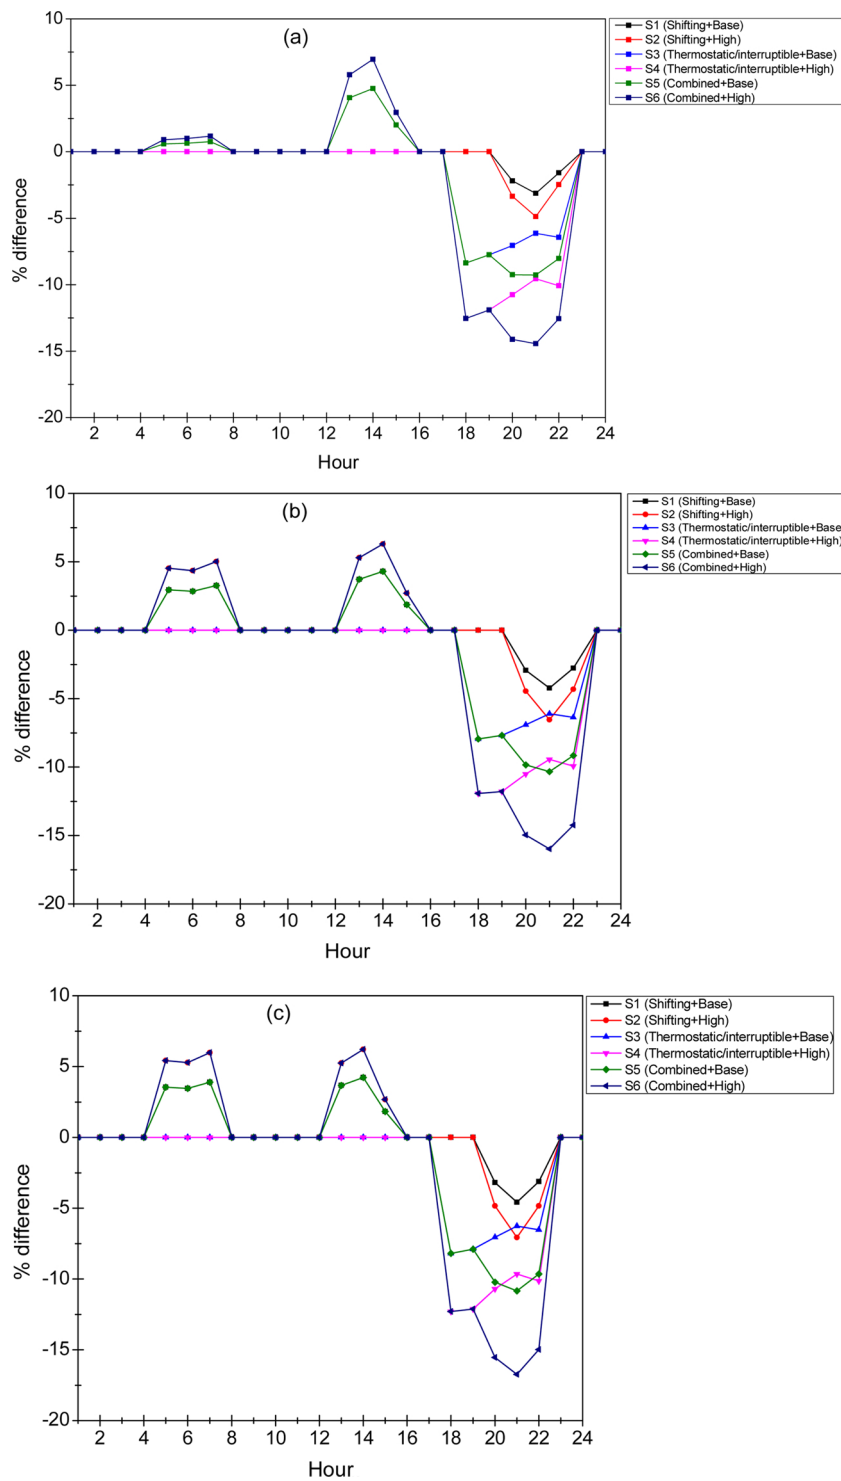 (a)
S1 (Shifting+Base)
S2 (Shifting+High)
S3 (Thermostatic/interruptible+Base)
S4 (Thermostatic/interruptible+High)
S5 (Combined+Base)
S6 (Combined+High)
10
5
0
-5
-10
-15
-20
% difference
2 4 6 8 10 12 14 16 18 20 22 24
Hour
(b)
S1 (Shifting+Base)
S2 (Shifting+High)
S3 (Thermostatic/interruptible+Base
S4 (Thermostatic/interruptible+High)
S5 (Combined+Base)
S6 (Combined+High)
10
5
0
-5
-10
-15
-20
% difference
2 4 6 8 10 12 14 16 18 20 22 24
Hour
(c)
S1 (Shifting+Base)
S2 (Shifting+High)
S3 (Thermostatic/interruptible+Base)
S4 (Thermostatic/interruptible+High)
S5 (Combined+Base)
S6 (Combined+High)
10
5
0
-5
-10
-15
-20
% difference
2 4 6 8 10 12 14 16 18 20 22 24
Hour